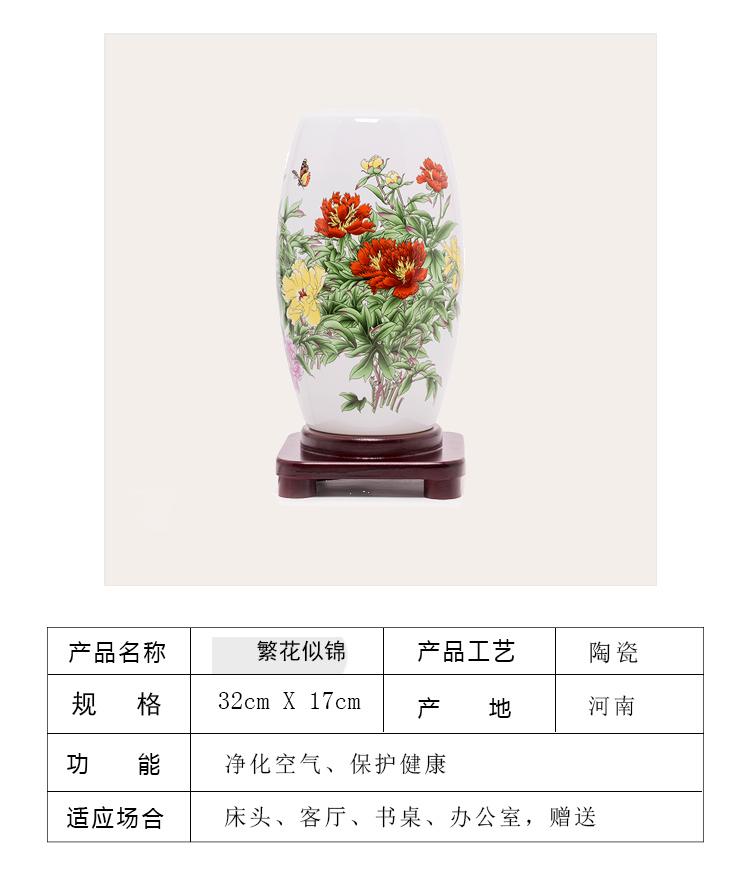 产品名称 繁花似锦 产品工艺 陶瓷
规 格 32cm X 17cm 产 地 河南
功 能 净化空气、保护健康
适应场合 床头、客厅、书桌、办公室，赠送